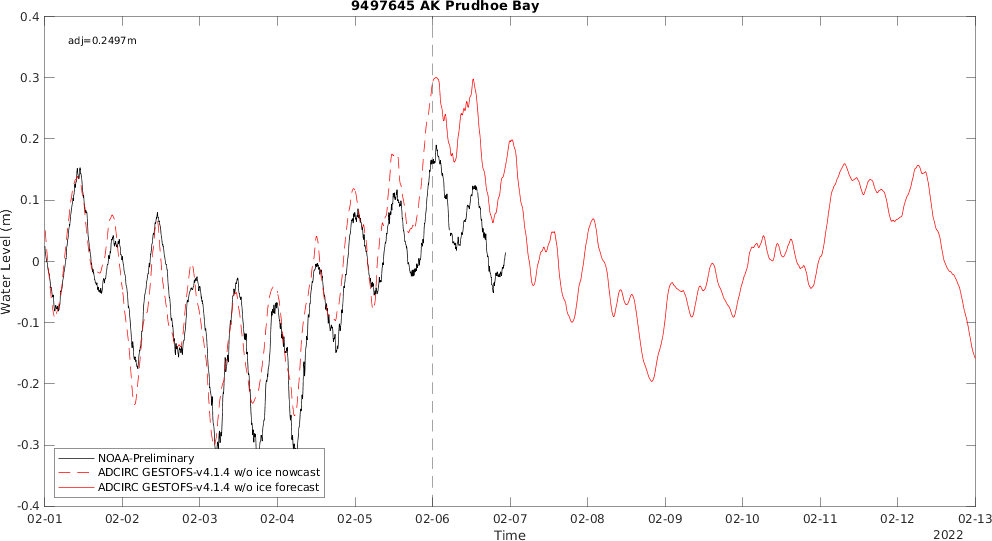 9497645 AK Prudhoe Bay
adj=0.2497m
0.4
0.3
0.2
0.1
0
-0.1
-0.2
-0.3
-0.4
Water Level (m)
NOAA-Preliminary
ADCIRC GESTOFS-v4.1.4 w/o ice nowcast
ADCIRC GESTOFS-v4.1.4 w/o ice forecast
02-01 02-02 02-03 02-04 02-05 02-06 02-07 02-08 02-09 02-10 02-11 02-12 02-13
Time
2022